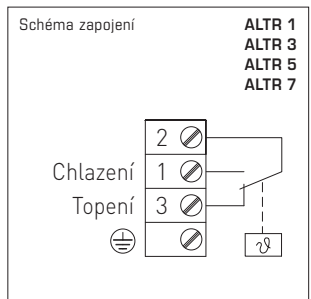 Schéma zapojení
ALTR 1
ALTR 3
ALTR 5
ALTR 7
2
Chlazení 1
Topení 3
ϑ